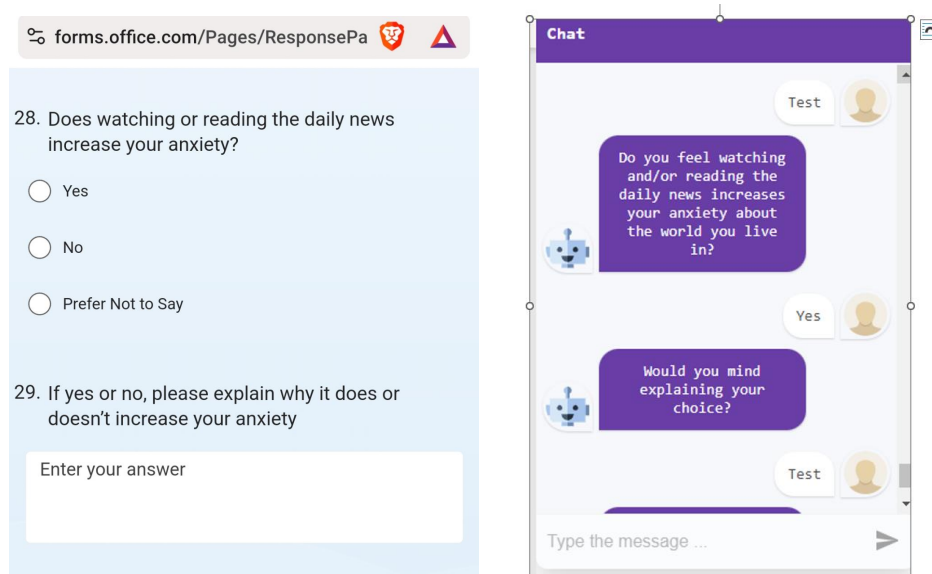 forms.office.com/Pages/ResponsePa
28. Does watching or reading the daily news
increase your anxiety?
Yes
No
Prefer Not to Say
29. If yes or no, please explain why it does or
doesn’t increase your anxiety
Enter your answer
Chat
Test
Do you feel watching
and/or reading the
daily news increases
your anxiety about
the world you live
in?
Yes
Would you mind
explaining your
choice?
Test
Type the message ...